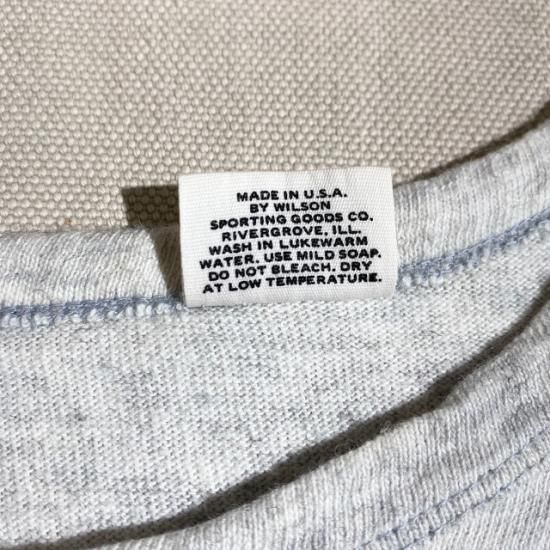 MADE IN U.S.A.
BY WILSON
SPORTING GOODS CO.
RIVERGROVE, ILL.
WASH IN LUKEWARM
WATER. USE MILD SOAP.
DO NOT BLEACH. DRY
AT LOW TEMPERATURE.